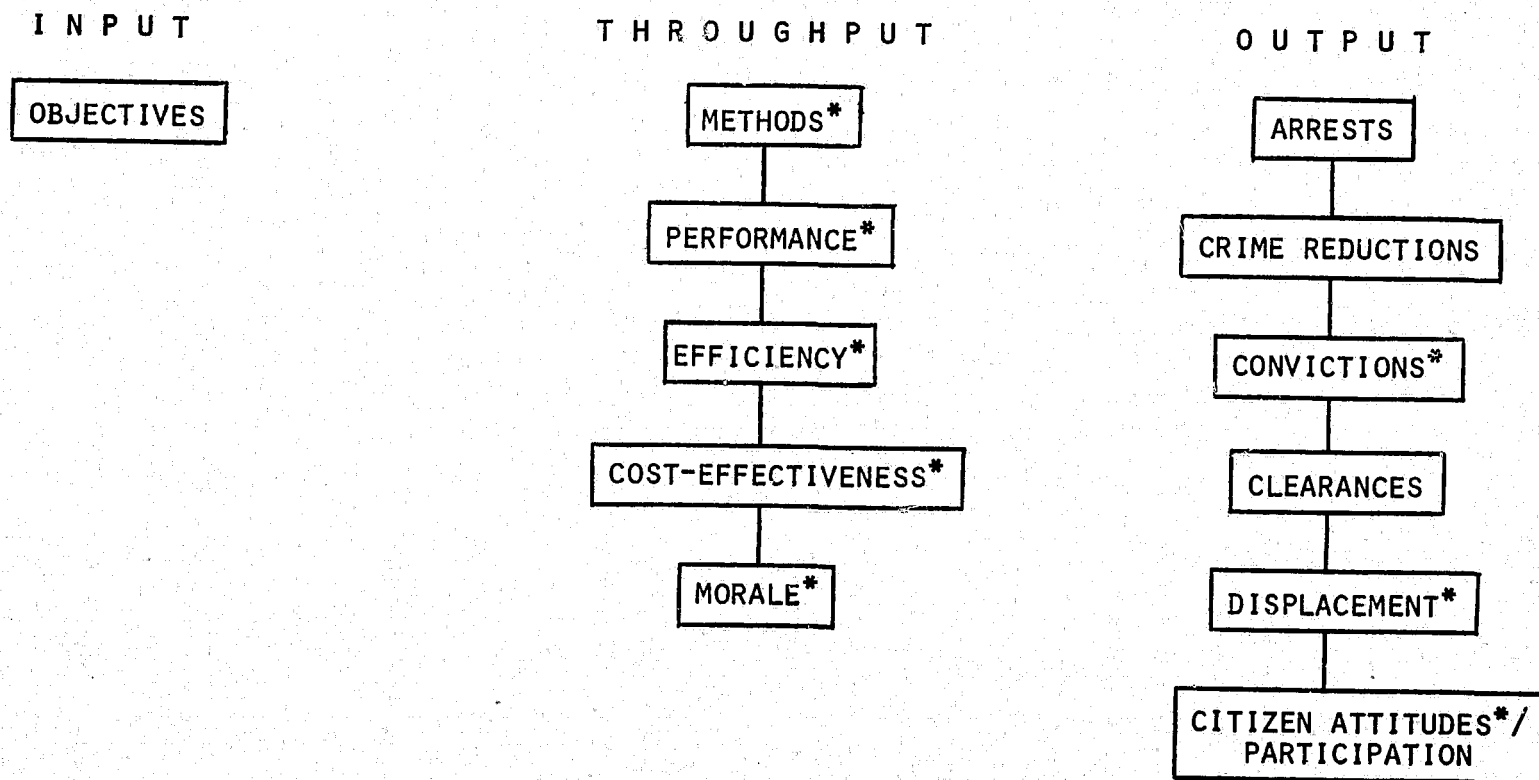 INPUT
OBJECTIVES
THROUGHPUT
METHODS*
PERFORMANCE*
EFFICIENCY*
COST-EFFECTIVENESS*
MORALE*
OUTPUT
ARRESTS
CRIME REDUCTIONS
CONVICTIONS*
CLEARANCES
DISPLACEMENT*
CITIZEN ATTITUDES*/
PARTICIPATION